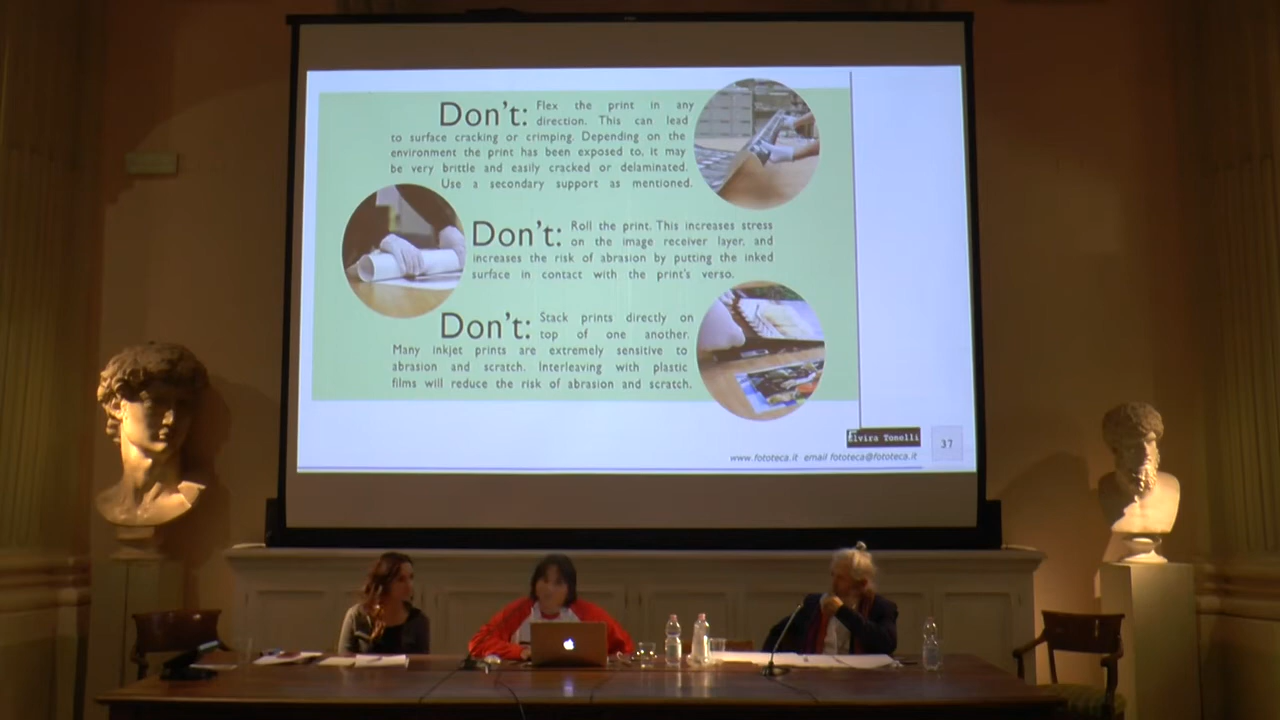 Don't: Flex the print in any
direction. This can lead
to surface cracking or crimping. Depending on the
environment the print has been exposed to, it may
be very brittle and easily cracked or delaminated.
Use a secondary support as mentioned.
Don't: Roll the print. This increases stress
on the image receiver layer, and
increases the risk of abrasion by putting the inked
surface in contact with the print's verso.
Don't: Stack prints directly on
top of one another.
Many inkjet prints are extremely sensitive to
abrasion and scratch. Interleaving with plastic
films will reduce the risk of abrasion and scratch.
Elvira Tonelli
37
www.fototeca.it email fototeca@fototeca.it